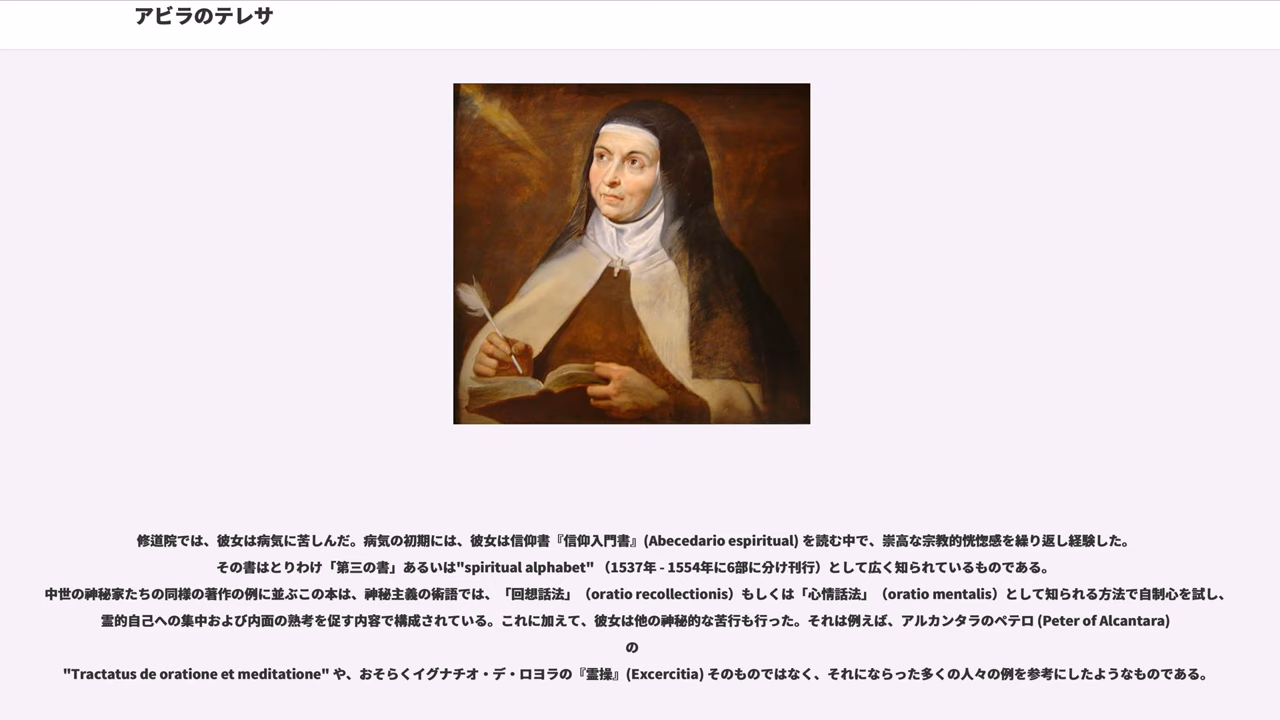 アビラのテレサ
修道院では、彼女は病気に苦しんだ。病気の初期には、彼女は信仰書『信仰入門書』(Abecedario espiritual) を読む中で、崇高な宗教的恍惚感を繰り返し経験した。
その書はとりわけ「第三の書」あるいは"spiritual alphabet" （1537年 - 1554年に6部に分け刊行）として広く知られているものである。
中世の神秘家たちの同様の著作の例に並ぶこの本は、神秘主義の術語では、「回想話法」（oratio recollectionis）もしくは「心情話法」（oratio mentalis）として知られる方法で自制心を試し、
霊的自己への集中および内面の熟考を促す内容で構成されている。これに加えて、彼女は他の神秘的な苦行も行った。それは例えば、アルカンタラのペテロ (Peter of Alcantara)
の
"Tractatus de oratione et meditatione" や、おそらくイグナチオ・デ・ロヨラの『霊操』(Excercitia) そのものではなく、それにならった多くの人々の例を参考にしたようなものである。